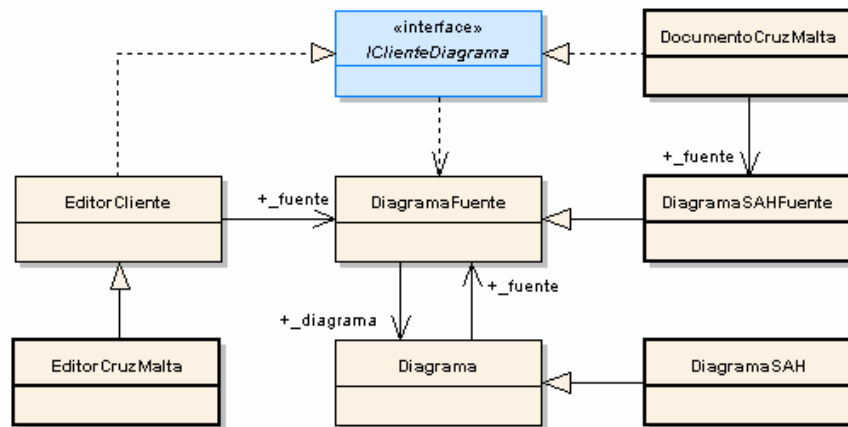 «interface»
IClienteDiagrama
DocumentoCruzMalta
+_fuente
EditorCliente
+_fuente
DiagramaFuente
DiagramaSAHFuente
+_fuente
+_diagrama
EditorCruzMalta
Diagrama
DiagramaSAH